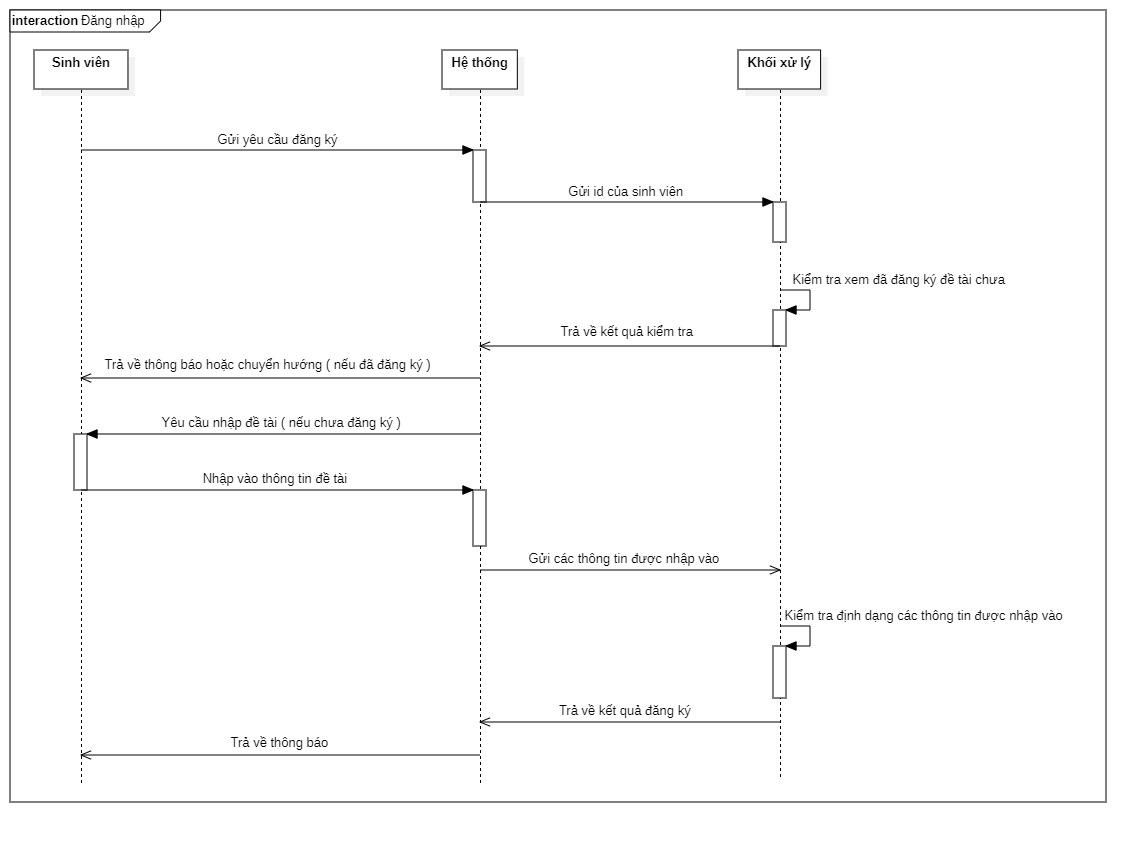 interaction Đăng nhập
Sinh viên
Hệ thống
Khối xử lý
Gửi yêu cầu đăng ký
Gửi id của sinh viên
Kiểm tra xem đã đăng ký đề tài chưa
Trả về kết quả kiểm tra
Trả về thông báo hoặc chuyển hướng ( nếu đã đăng ký )
Yêu cầu nhập đề tài ( nếu chưa đăng ký )
Nhập vào thông tin đề tài
Gửi các thông tin được nhập vào
Kiểm tra định dạng các thông tin được nhập vào
Trả về kết quả đăng ký
Trả về thông báo